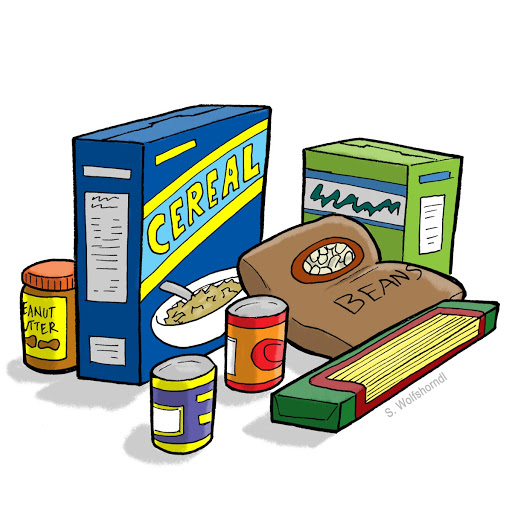 CEREAL
EANUT
UTTER
BEANS
C
E
S. Wolfshorndl